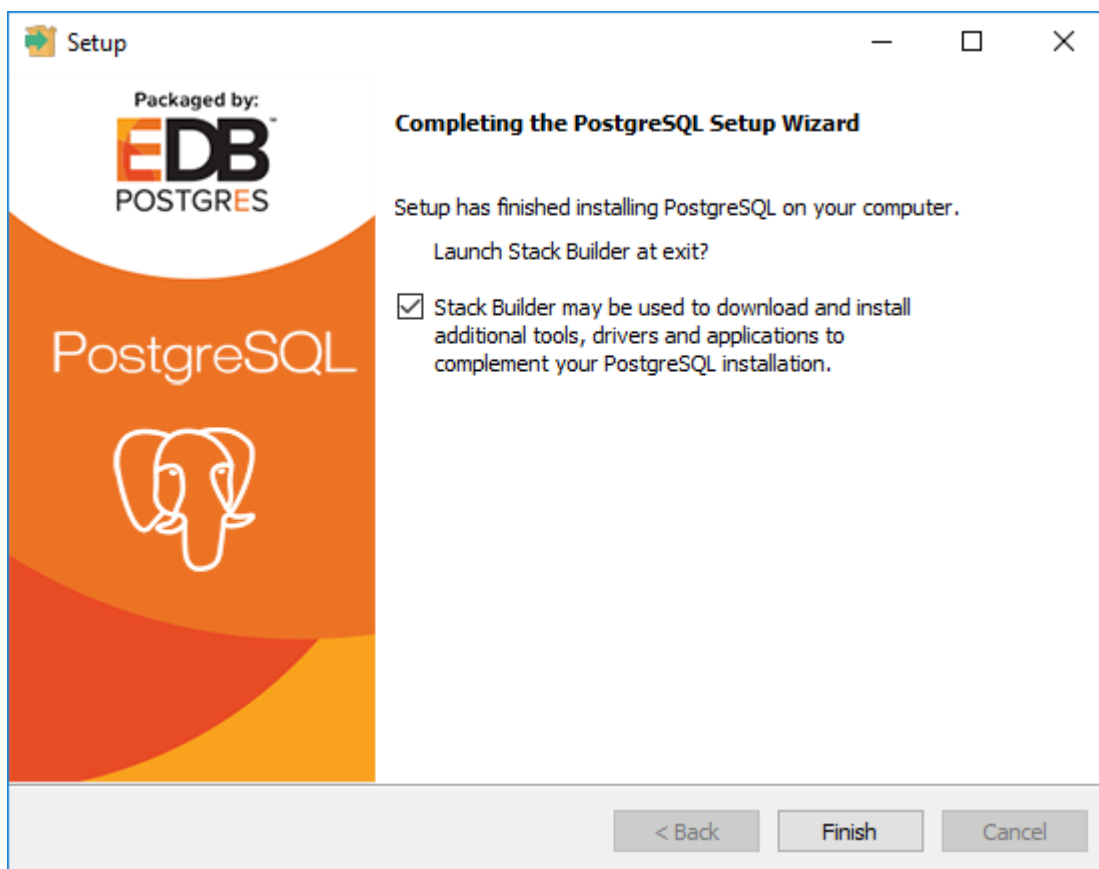 Setup
Packaged by:
EDB™
POSTGRES
PostgreSQL
Completing the PostgreSQL Setup Wizard
Setup has finished installing PostgreSQL on your computer.
Launch Stack Builder at exit?
Stack Builder may be used to download and install
additional tools, drivers and applications to
complement your PostgreSQL installation.
< Back
Finish
Cancel